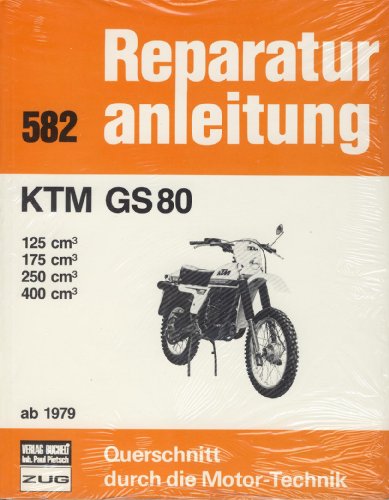 Reparatur
582
anleitung
KTM GS 80
125 cm³
175 cm³
250 cm³
400 cm³
KTM
ab 1979
VERLAG BUCHELI
Inh. Paul Pietsch
ZUG
Querschnitt
durch die Motor-Technik